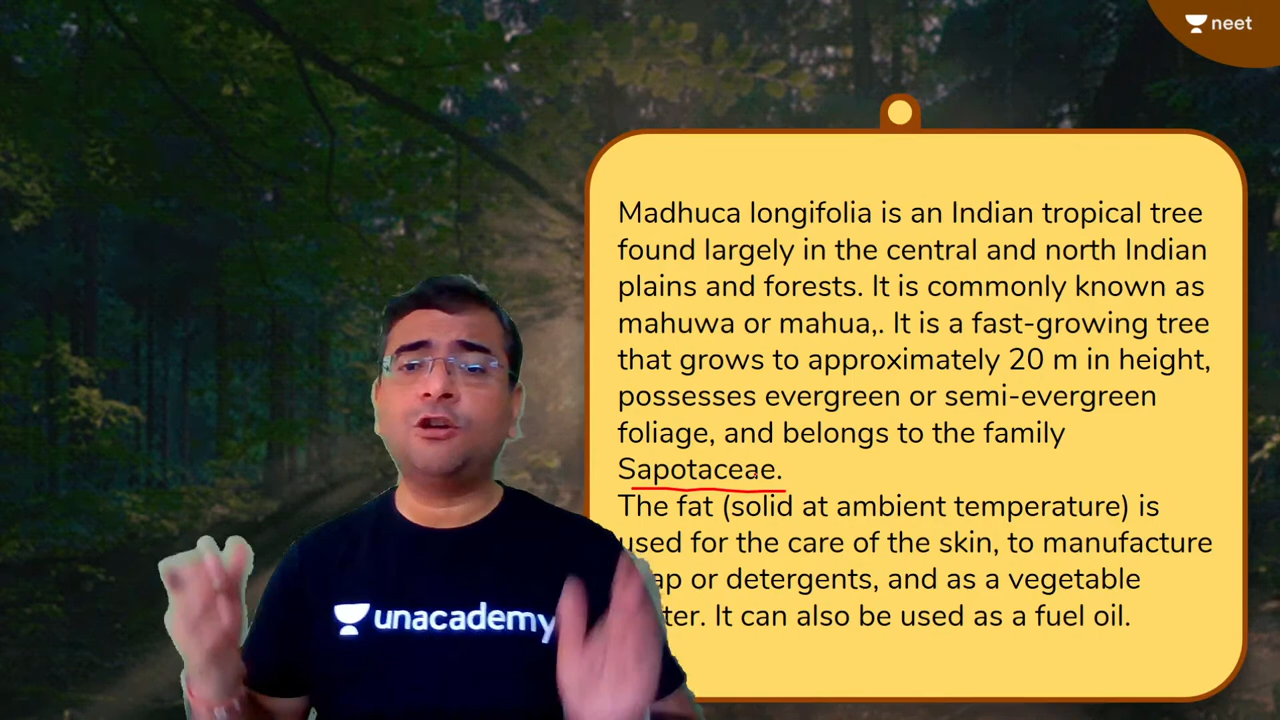 neet
Madhuca longifolia is an Indian tropical tree
found largely in the central and north Indian
plains and forests. It is commonly known as
mahuwa or mahua,. It is a fast-growing tree
that grows to approximately 20 m in height,
possesses evergreen or semi-evergreen
foliage, and belongs to the family
Sapotaceae.
The fat (solid at ambient temperature) is
used for the care of the skin, to manufacture
or detergents, and as a vegetable
It can also be used as a fuel oil.
unacademy